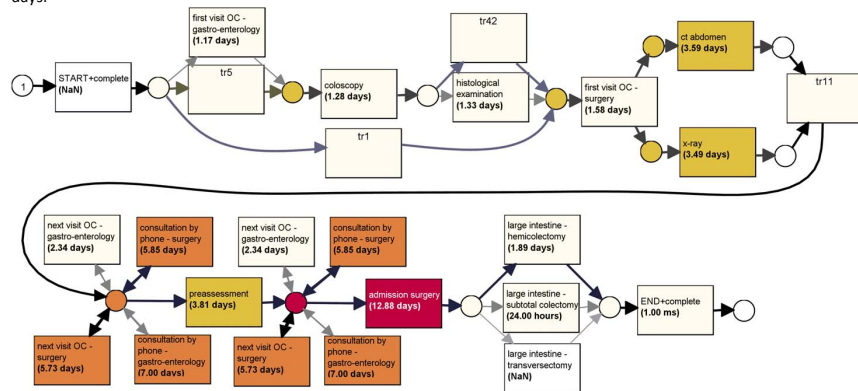 days.
first visit OC -
gastro-enterology
(1.17 days)
tr42
ct abdomen
(3.59 days)
1
START+complete
(NaN)
tr5
coloscopy
(1.28 days)
histological
examination
(1.33 days)
first visit OC -
surgery
(1.58 days)
tr11
tr1
x-ray
(3.49 days)
next visit OC -
gastro-enterology
(2.34 days)
consultation by
phone - surgery
(5.85 days)
next visit OC -
gastro-enterology
(2.34 days)
consultation by
phone - surgery
(5.85 days)
large intestine -
hemicolectomy
(1.89 days)
preassessment
(3.81 days)
admission surgery
(12.88 days)
large intestine -
subtotal colectomy
(24.00 hours)
END+complete
(1.00 ms)
next visit OC -
surgery
(5.73 days)
consultation by
phone -
gastro-enterology
(7.00 days)
next visit OC -
surgery
(5.73 days)
consultation by
phone -
gastro-enterology
(7.00 days)
large intestine -
transversectomy
(NaN)